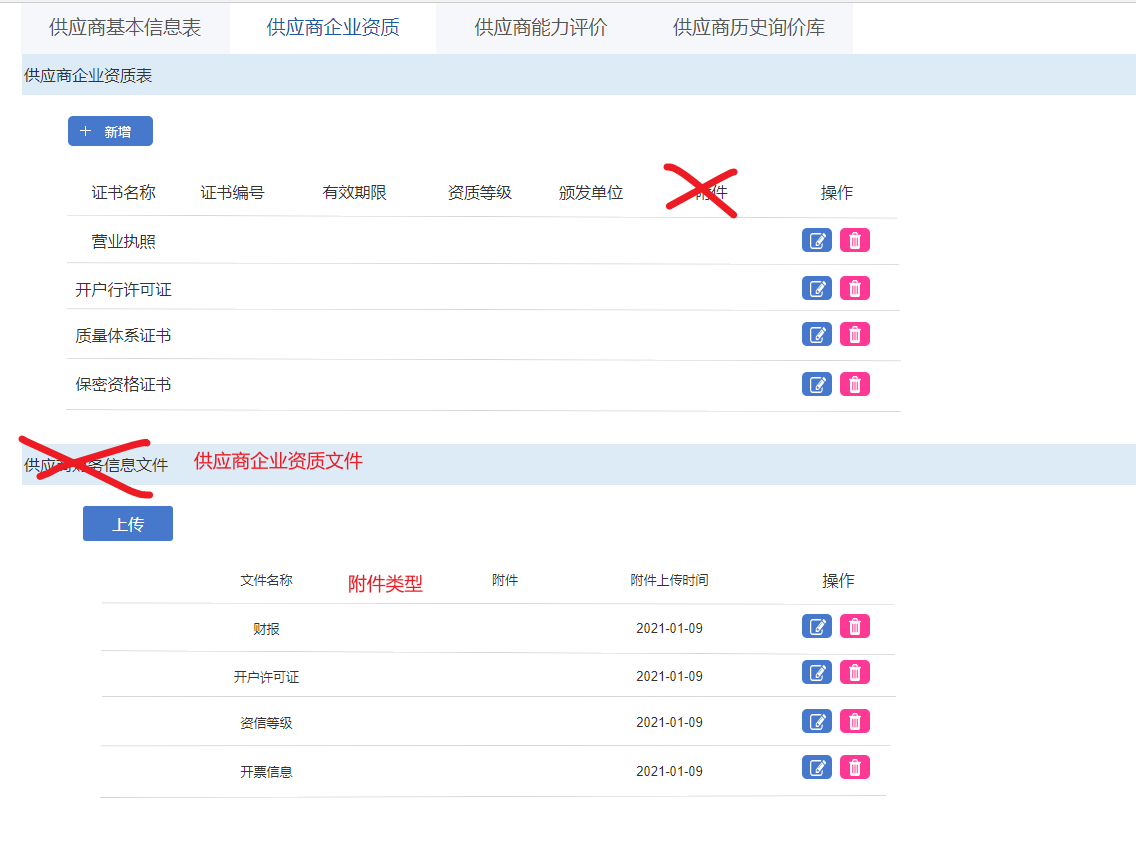 供应商基本信息表 供应商企业资质 供应商能力评价 供应商历史询价库
供应商企业资质表
新增
证书名称 证书编号 有效期限 资质等级 颁发单位 附件 操作
营业执照
开户行许可证
质量体系证书
保密资格证书
供应商财务信息文件 供应商企业资质文件
上传
文件名称 附件类型 附件 附件上传时间 操作
财报 2021-01-09
开户许可证 2021-01-09
资信等级 2021-01-09
开票信息 2021-01-09